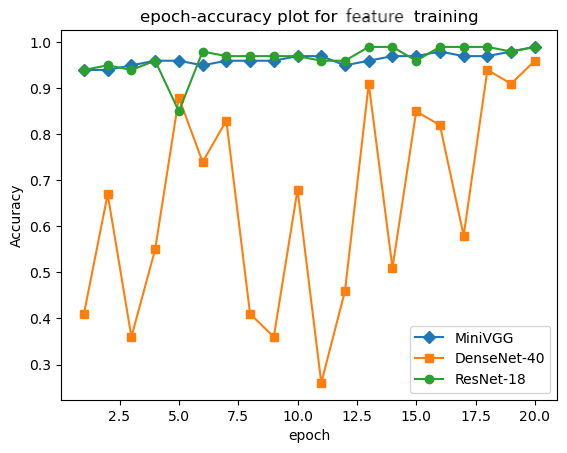 epoch-accuracy plot for feature training
1.0
0.9
0.8
0.7
0.6
0.5
0.4
0.3
Accuracy
MiniVGG
DenseNet-40
ResNet-18
2.5 5.0 7.5 10.0 12.5 15.0 17.5 20.0
epoch